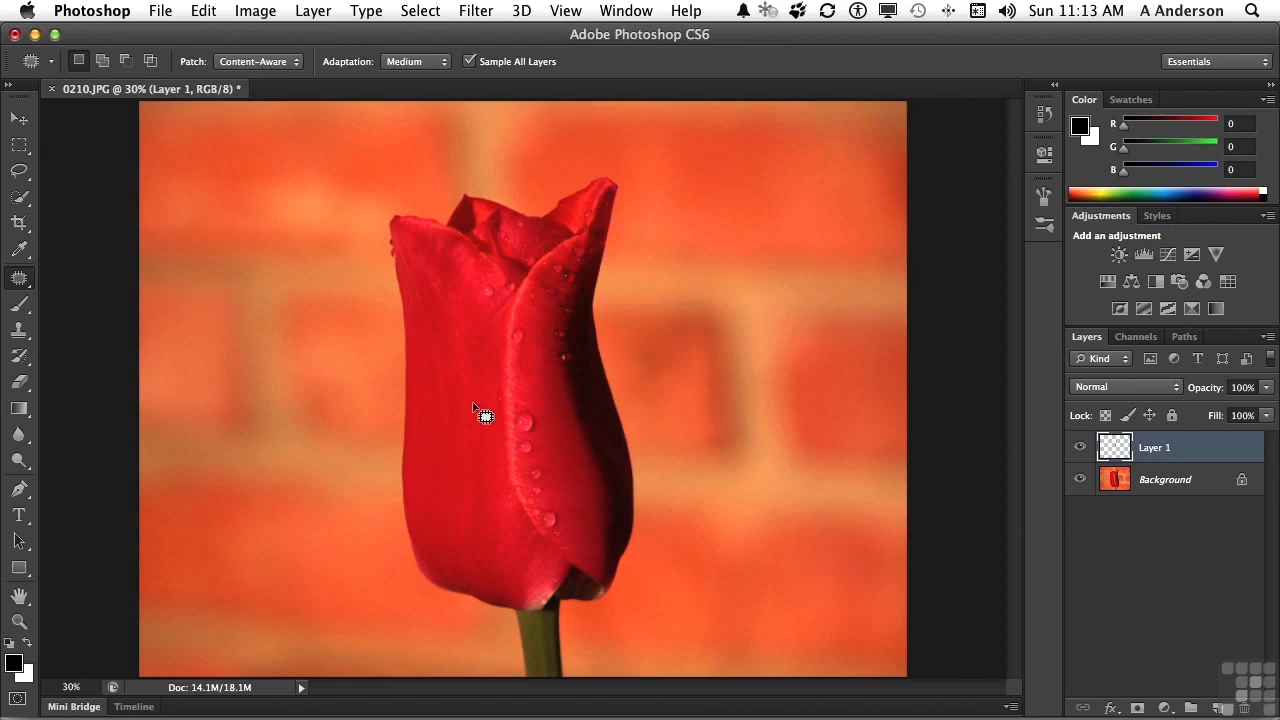 Photoshop File Edit Image Layer Type Select Filter 3D View Window Help Sun 11:13 AM A Anderson
Adobe Photoshop CS6
Patch: Content-Aware Adaptation: Medium Sample All Layers Essentials
0210.JPG @ 30% (Layer 1, RGB/8) *
Color Swatches
R 0
G 0
B 0
Adjustments Styles
Add an adjustment
Layers Channels Paths
Kind
Normal Opacity: 100%
Lock: Fill: 100%
Layer 1
Background
30% Doc: 14.1M/18.1M
Mini Bridge Timeline